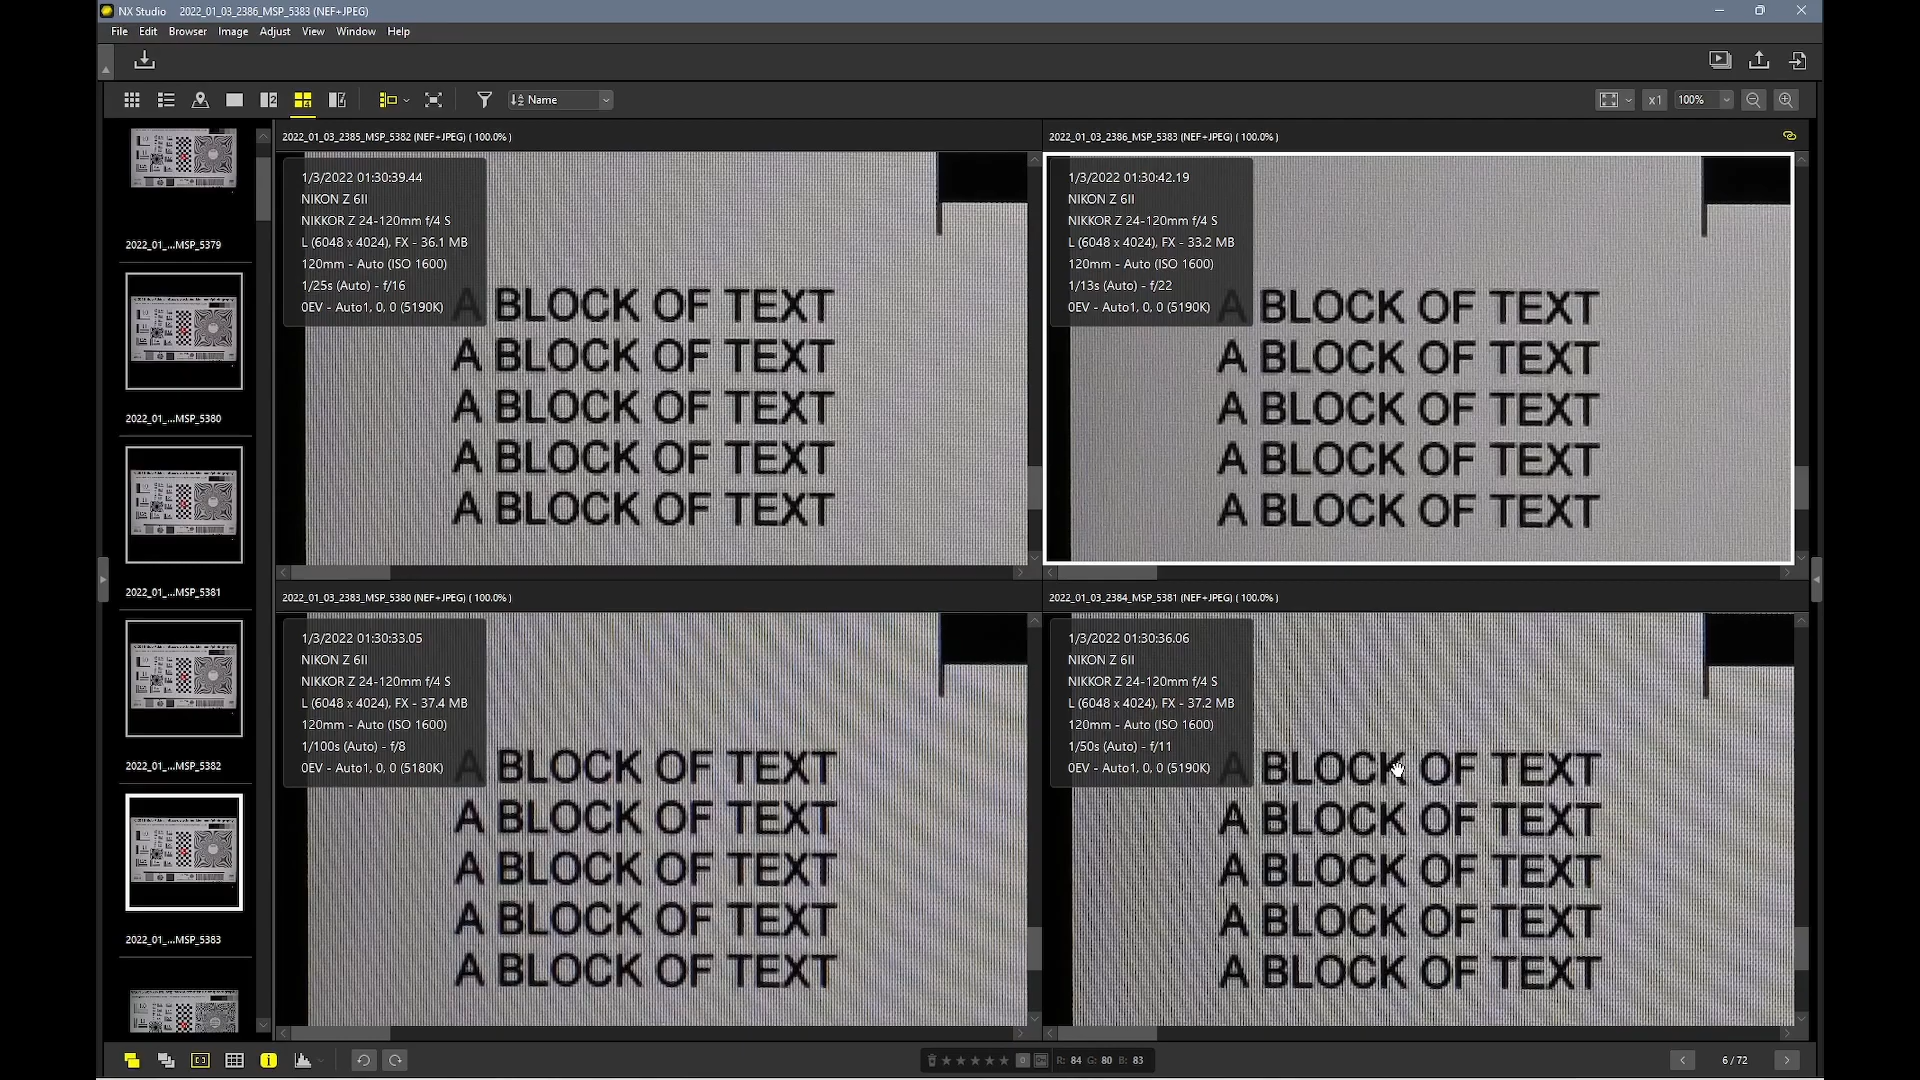 NX Studio 2022_01_03_2386_MSP_5383 (NEF+JPEG)
File Edit Browser Image Adjust View Window Help
Name
x1 100%
2022_01_...MSP_5379
2022_01_...MSP_5380
2022_01_...MSP_5381
2022_01_...MSP_5382
2022_01_...MSP_5383
2022_01_03_2385_MSP_5382 (NEF+JPEG) ( 100.0% )
1/3/2022 01:30:39.44
NIKON Z 6II
NIKKOR Z 24-120mm f/4 S
L (6048 x 4024), FX - 36.1 MB
120mm - Auto (ISO 1600)
1/25s (Auto) - f/16
0EV - Auto1, 0, 0 (5190K)
A BLOCK OF TEXT
A BLOCK OF TEXT
A BLOCK OF TEXT
A BLOCK OF TEXT
A BLOCK OF TEXT
2022_01_03_2386_MSP_5383 (NEF+JPEG) ( 100.0% )
1/3/2022 01:30:42.19
NIKON Z 6II
NIKKOR Z 24-120mm f/4 S
L (6048 x 4024), FX - 33.2 MB
120mm - Auto (ISO 1600)
1/13s (Auto) - f/22
0EV - Auto1, 0, 0 (5190K)
A BLOCK OF TEXT
A BLOCK OF TEXT
A BLOCK OF TEXT
A BLOCK OF TEXT
A BLOCK OF TEXT
2022_01_03_2383_MSP_5380 (NEF+JPEG) ( 100.0% )
1/3/2022 01:30:33.05
NIKON Z 6II
NIKKOR Z 24-120mm f/4 S
L (6048 x 4024), FX - 37.4 MB
120mm - Auto (ISO 1600)
1/100s (Auto) - f/8
0EV - Auto1, 0, 0 (5180K)
A BLOCK OF TEXT
A BLOCK OF TEXT
A BLOCK OF TEXT
A BLOCK OF TEXT
A BLOCK OF TEXT
2022_01_03_2384_MSP_5381 (NEF+JPEG) ( 100.0% )
1/3/2022 01:30:36.06
NIKON Z 6II
NIKKOR Z 24-120mm f/4 S
L (6048 x 4024), FX - 37.2 MB
120mm - Auto (ISO 1600)
1/50s (Auto) - f/11
0EV - Auto1, 0, 0 (5190K)
A BLOCK OF TEXT
A BLOCK OF TEXT
A BLOCK OF TEXT
A BLOCK OF TEXT
A BLOCK OF TEXT
R: 84 G: 80 B: 83
6 / 72